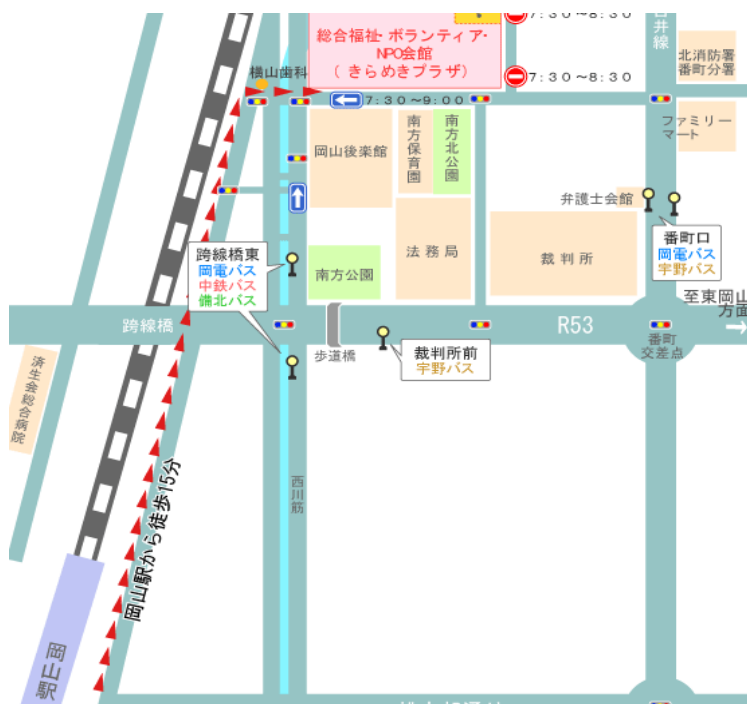 7:30～8:30
総合福祉・ボランティア・
NPO会館
（ きらめきプラザ）
7:30～8:30
北消防署
番町分署
横山歯科
7:30～9:00
ファミリー
マート
岡山後楽館
南方保育園
南方北公園
弁護士会館
跨線橋東
岡電バス
中鉄バス
備北バス
南方公園
法務局
裁判所
番町口
岡電バス
宇野バス
至東岡山
方面
跨線橋
R53
番町
交差点
歩道橋
裁判所前
宇野バス
済生会総合病院
岡山駅から徒歩15分
西川筋
岡山駅